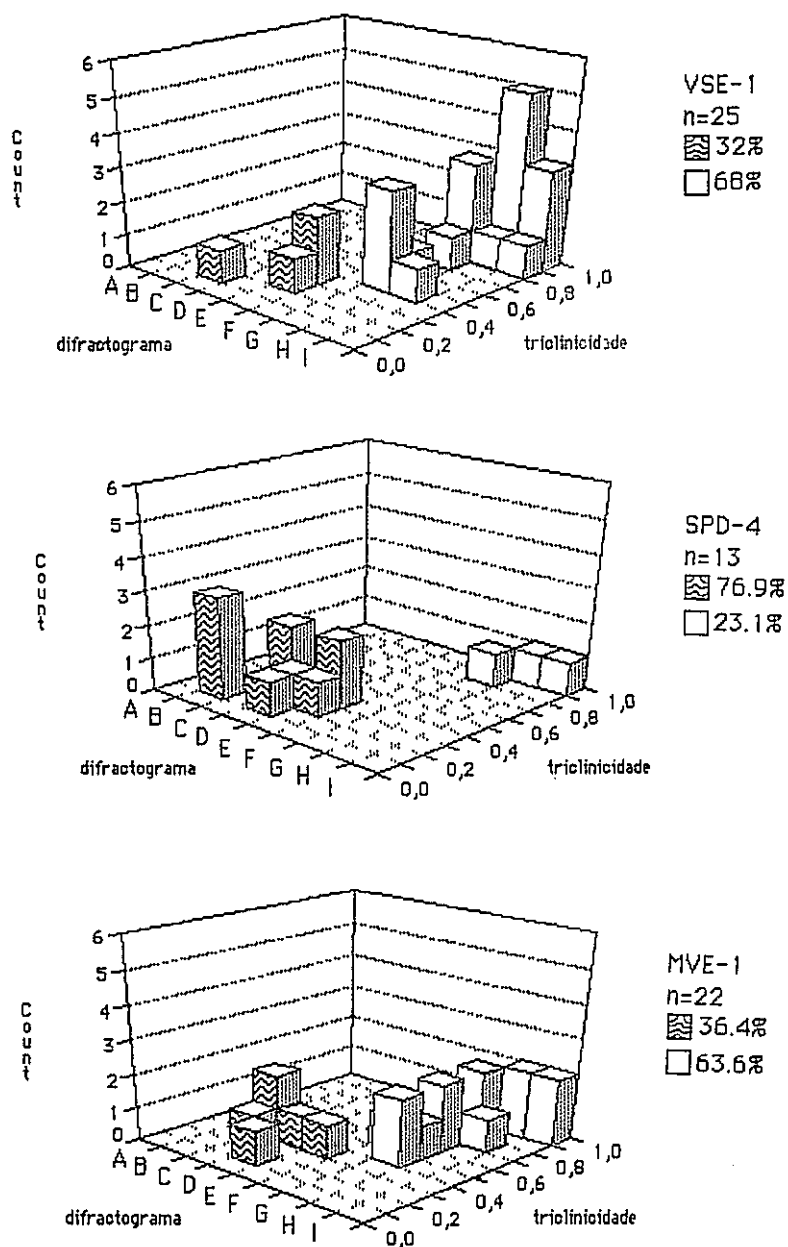 6
5
4
3
2
1
0
Count
A B C D E F G H I
difractograma
0,0 0,2 0,4 0,6 0,8 1,0
triclinicidade
VSE-1
n=25
32%
68%
6
5
4
3
2
1
0
Count
A B C D E F G H I
difractograma
0,0 0,2 0,4 0,6 0,8 1,0
triclinicidade
SPD-4
n=13
76.9%
23.1%
6
5
4
3
2
1
0
Count
A B C D E F G H I
difractograma
0,0 0,2 0,4 0,6 0,8 1,0
triclinicidade
MVE-1
n=22
36.4%
63.6%